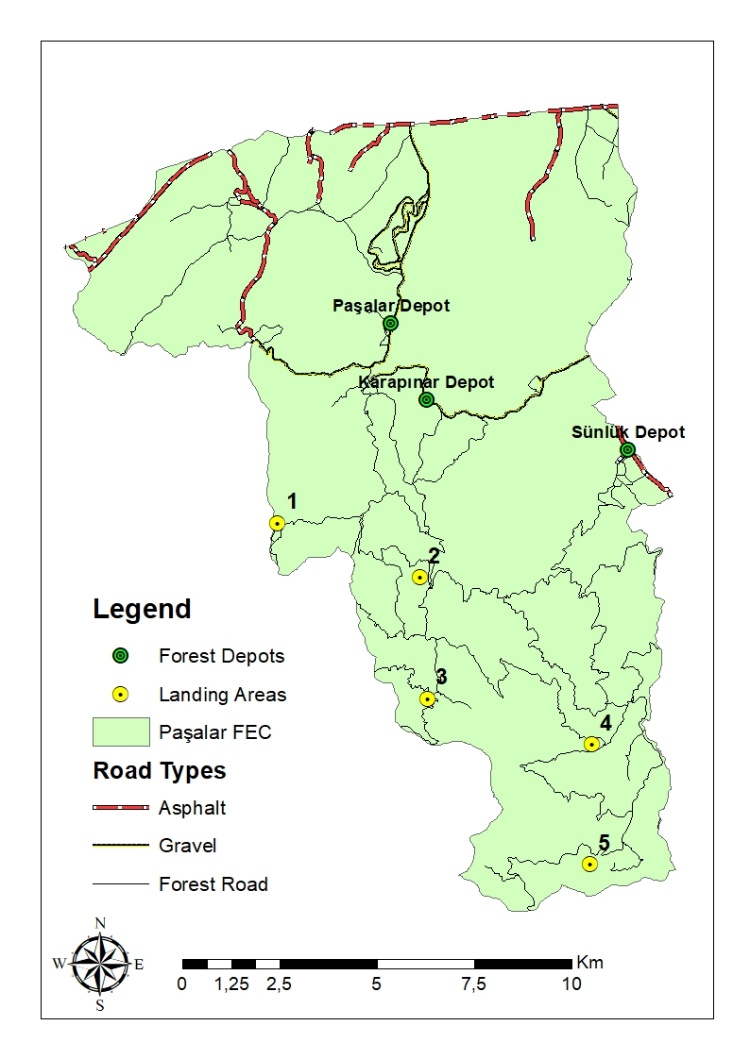 Paşalar Depot
Karapınar Depot
Sünlük Depot
1
2
3
4
5
Legend
Forest Depots
Landing Areas
Paşalar FEC
Road Types
Asphalt
Gravel
Forest Road
N
W E
S
Km
0 1,25 2,5 5 7,5 10